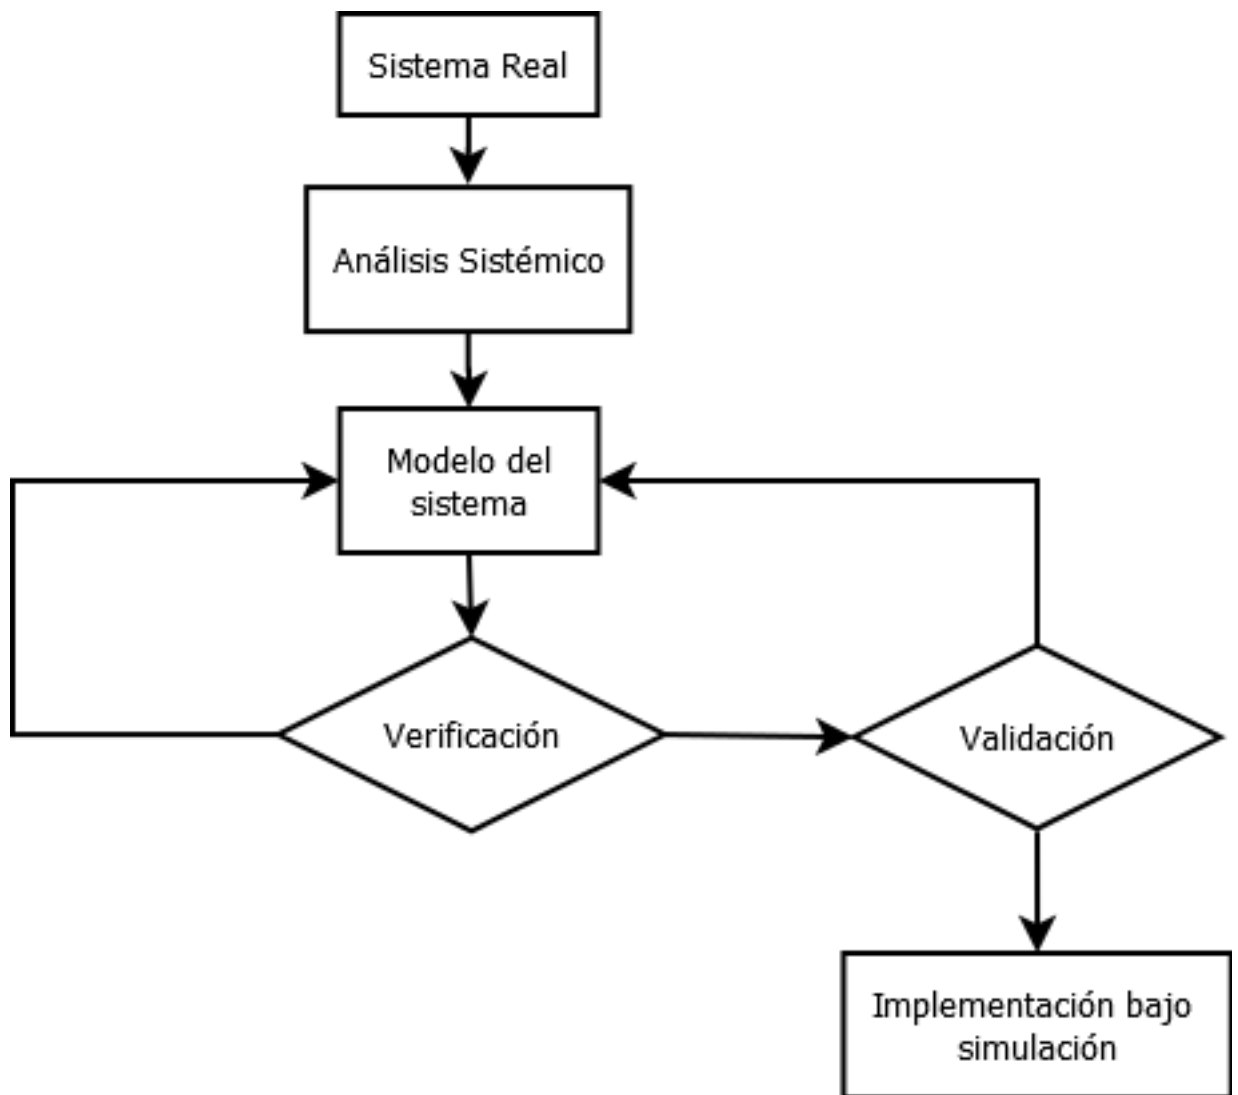 Sistema Real
Análisis Sistémico
Modelo del
sistema
Verificación
Validación
Implementación bajo
simulación